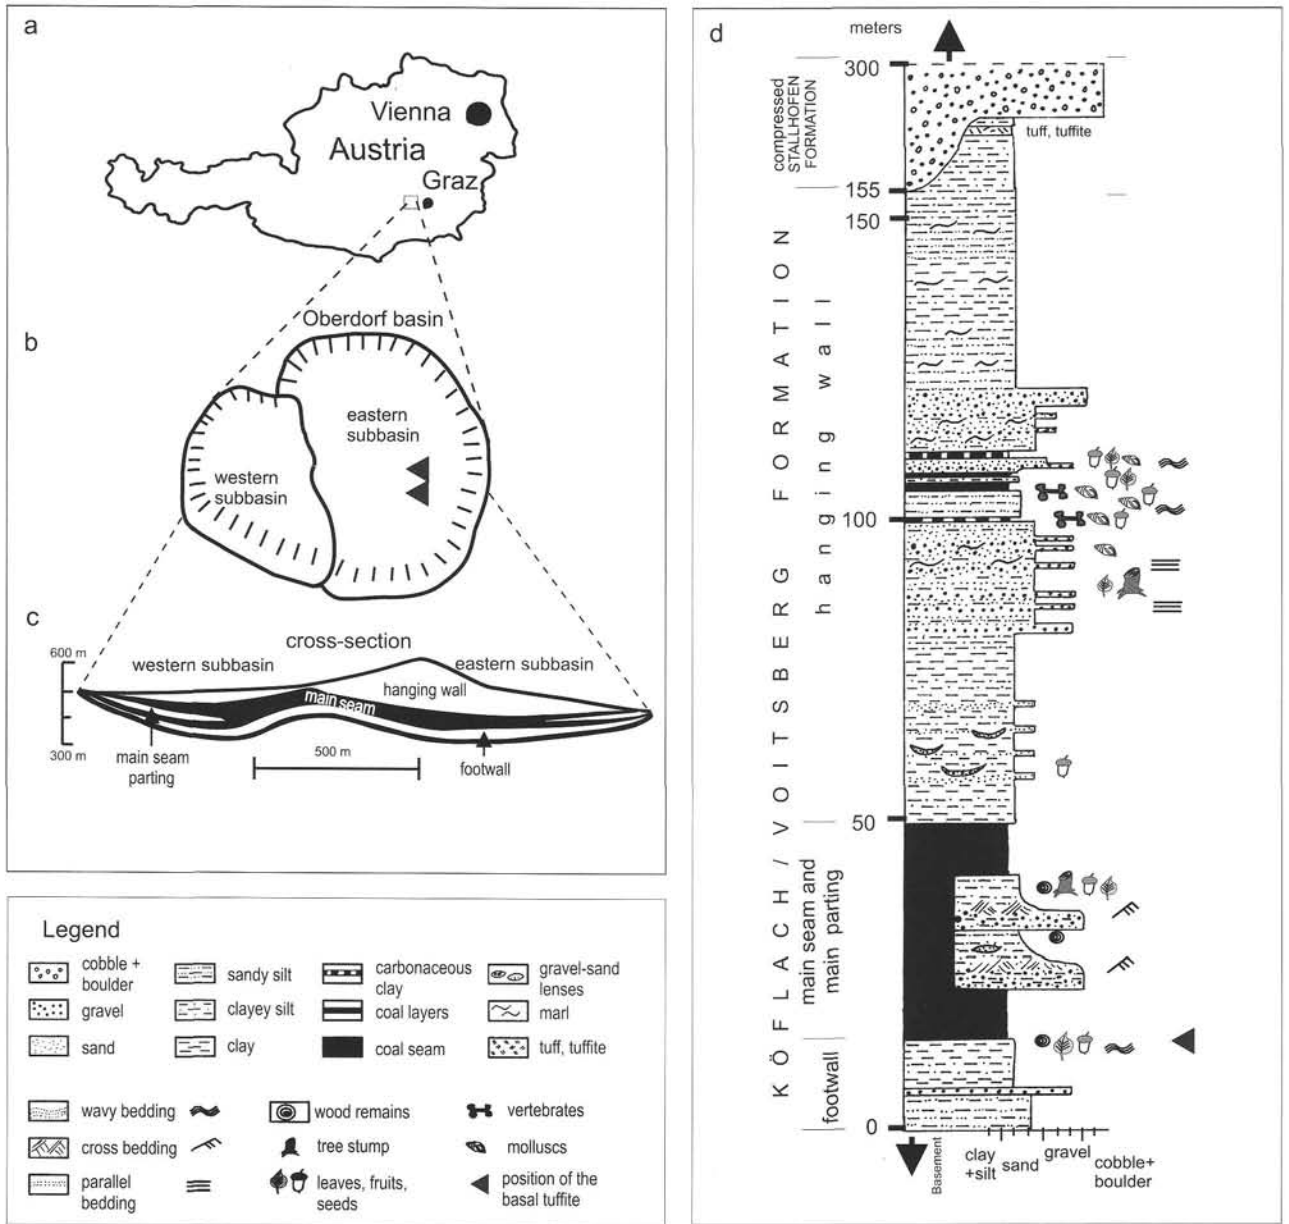 a
Vienna
Austria
Graz
b
Oberdorf basin
eastern
subbasin
western
subbasin
c
cross-section
600 m
western subbasin
eastern subbasin
hanging wall
main seam
300 m
main seam
parting
500 m
footwall
Legend
cobble +
boulder
gravel
sand
sandy silt
clayey silt
clay
carbonaceous
clay
coal layers
coal seam
gravel-sand
lenses
marl
tuff, tuffite
wavy bedding
cross bedding
parallel
bedding
wood remains
tree stump
leaves, fruits,
seeds
vertebrates
molluscs
position of the
basal tuffite
d
meters
300
155
150
100
50
0
compressed
STALLHOFEN
FORMATION
tuff, tuffite
KÖFLACH / VOITSBERG FORMATION
hanging wall
main seam and
main parting
footwall
Basement
clay
+silt
sand
gravel
cobble+
boulder